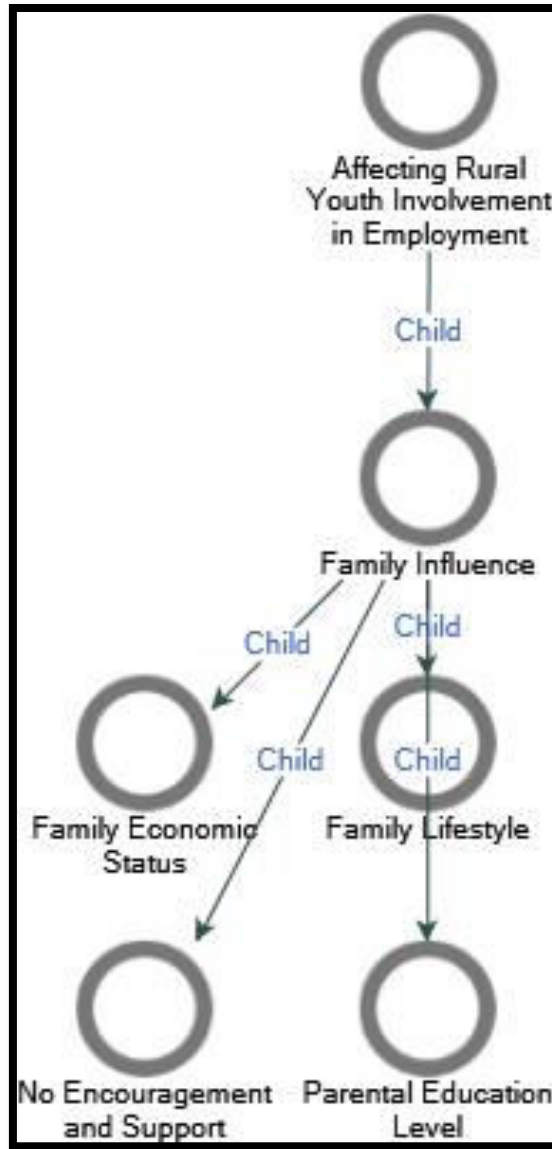 Affecting Rural
Youth Involvement
in Employment
Child
Family Influence
Child
Child
Family Economic
Status
Family Lifestyle
Child
Child
No Encouragement
and Support
Parental Education
Level